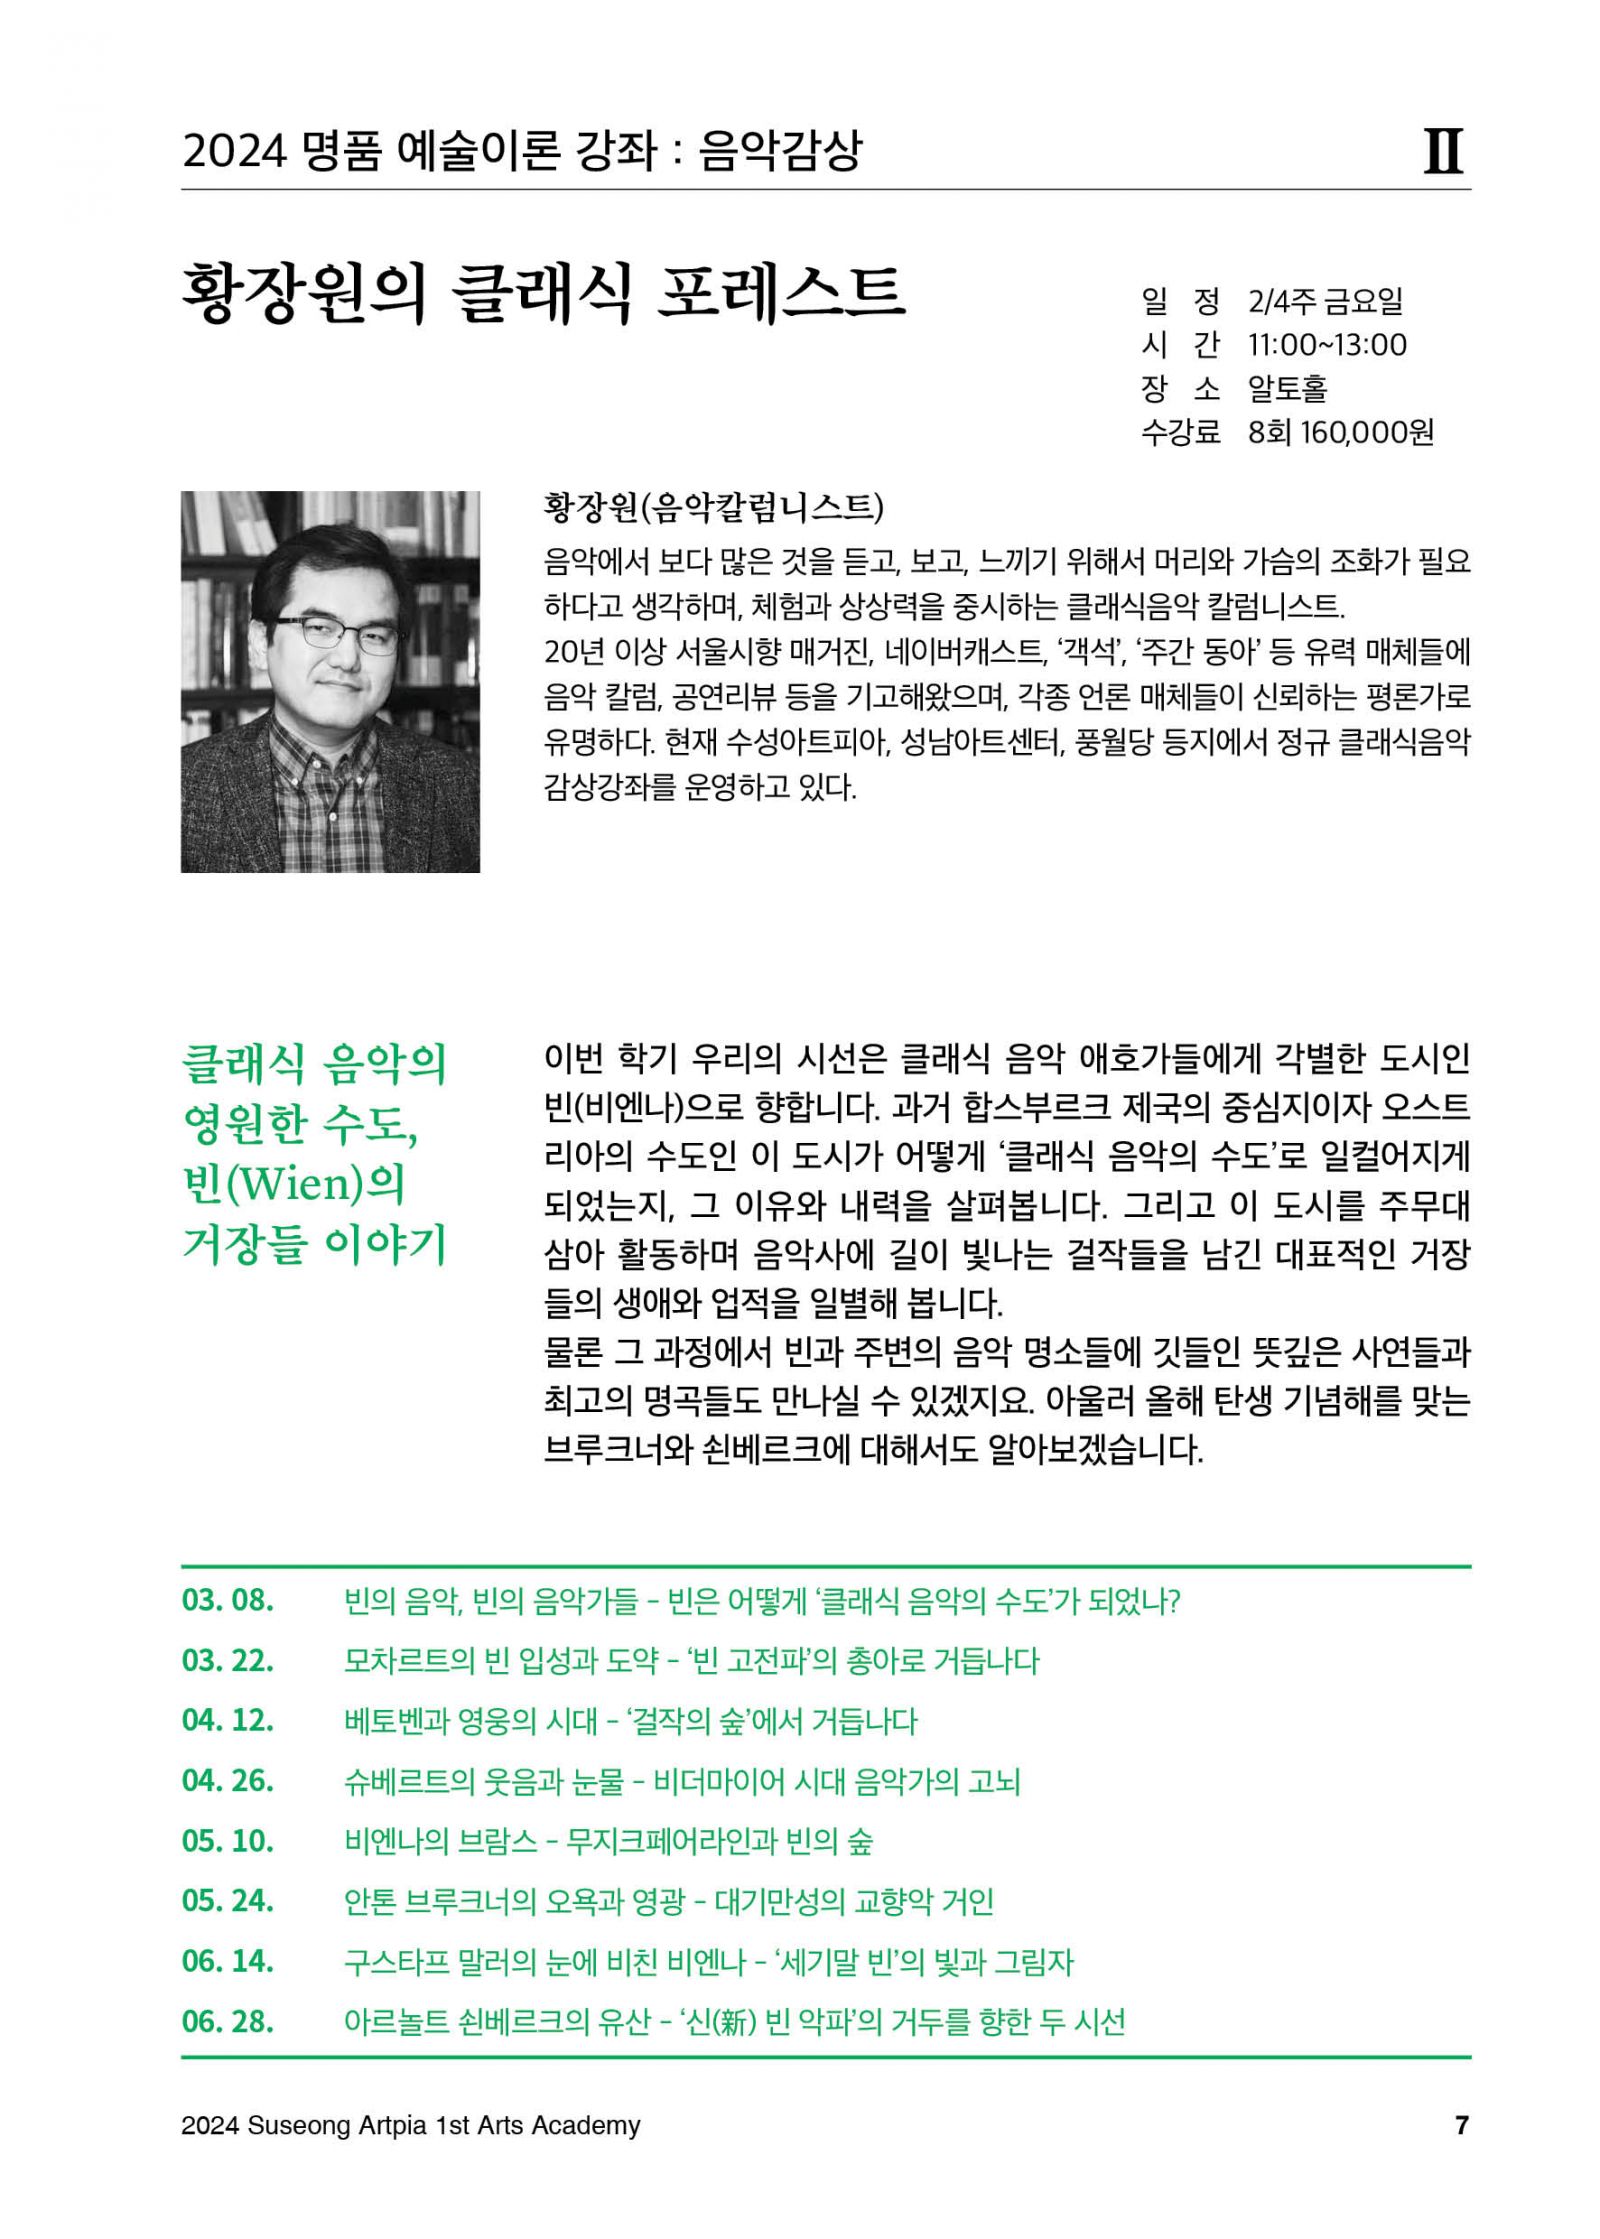 2024 명품 예술이론 강좌 : 음악감상
Ⅱ
황장원의 클래식 포레스트
일 정 2/4주 금요일
시 간 11:00~13:00
장 소 알토홀
수강료 8회 160,000원
황장원(음악칼럼니스트)
음악에서 보다 많은 것을 듣고, 보고, 느끼기 위해서 머리와 가슴의 조화가 필요
하다고 생각하며, 체험과 상상력을 중시하는 클래식음악 칼럼니스트.
20년 이상 서울시향 매거진, 네이버캐스트, ‘객석’, ‘주간 동아’ 등 유력 매체들에
음악 칼럼, 공연리뷰 등을 기고해왔으며, 각종 언론 매체들이 신뢰하는 평론가로
유명하다. 현재 수성아트피아, 성남아트센터, 풍월당 등지에서 정규 클래식음악
감상강좌를 운영하고 있다.
클래식 음악의
영원한 수도,
빈(Wien)의
거장들 이야기
이번 학기 우리의 시선은 클래식 음악 애호가들에게 각별한 도시인
빈(비엔나)으로 향합니다. 과거 합스부르크 제국의 중심지이자 오스트
리아의 수도인 이 도시가 어떻게 ‘클래식 음악의 수도’로 일컬어지게
되었는지, 그 이유와 내력을 살펴봅니다. 그리고 이 도시를 주무대
삼아 활동하며 음악사에 길이 빛나는 걸작들을 남긴 대표적인 거장
들의 생애와 업적을 일별해 봅니다.
물론 그 과정에서 빈과 주변의 음악 명소들에 깃들인 뜻깊은 사연들과
최고의 명곡들도 만나실 수 있겠지요. 아울러 올해 탄생 기념해를 맞는
브루크너와 쇤베르크에 대해서도 알아보겠습니다.
03. 08. 빈의 음악, 빈의 음악가들 - 빈은 어떻게 ‘클래식 음악의 수도’가 되었나?
03. 22. 모차르트의 빈 입성과 도약 - ‘빈 고전파’의 총아로 거듭나다
04. 12. 베토벤과 영웅의 시대 - ‘걸작의 숲’에서 거듭나다
04. 26. 슈베르트의 웃음과 눈물 - 비더마이어 시대 음악가의 고뇌
05. 10. 비엔나의 브람스 - 무지크페어라인과 빈의 숲
05. 24. 안톤 브루크너의 오욕과 영광 - 대기만성의 교향악 거인
06. 14. 구스타프 말러의 눈에 비친 비엔나 - ‘세기말 빈’의 빛과 그림자
06. 28. 아르놀트 쇤베르크의 유산 - ‘신(新) 빈 악파’의 거두를 향한 두 시선
2024 Suseong Artpia 1st Arts Academy
7